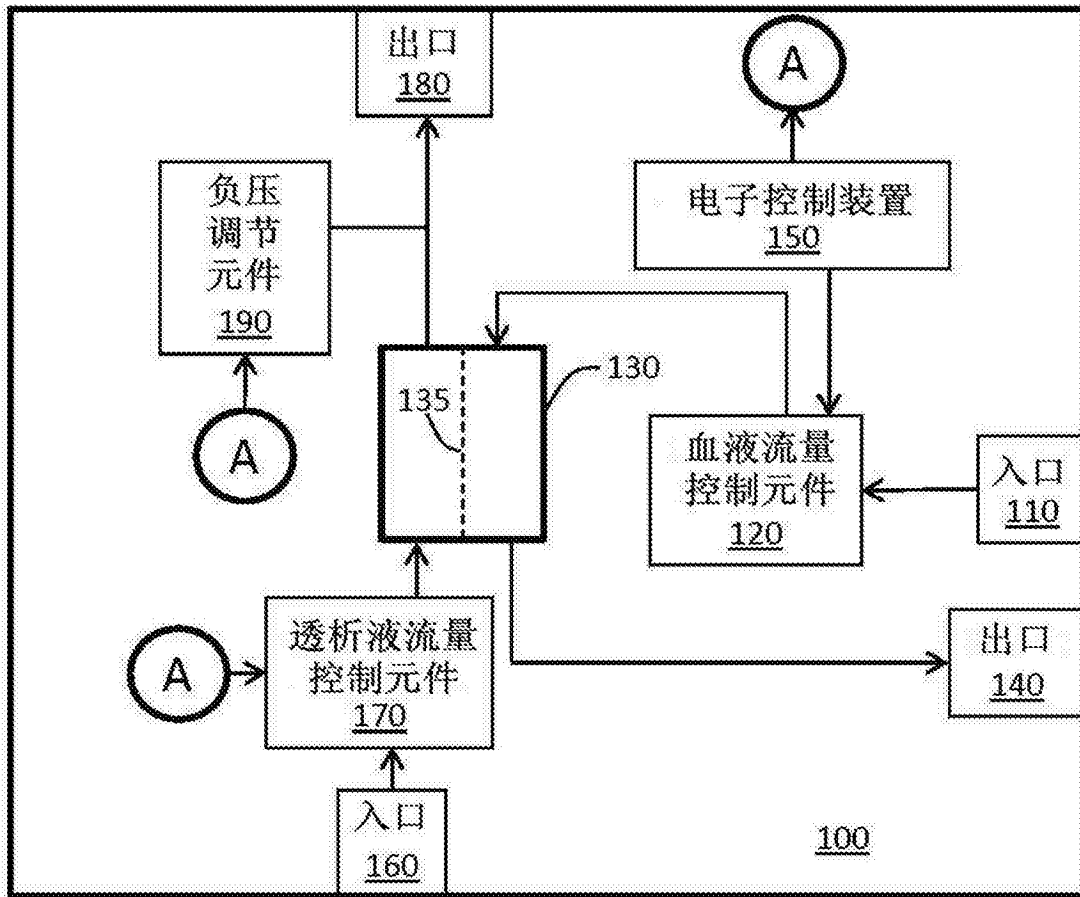 出口
180
A
负压
调节
元件
190
电子控制装置
150
130
135
A
血液流量
控制元件
120
入口
110
透析液流量
控制元件
170
A
出口
140
入口
160
100